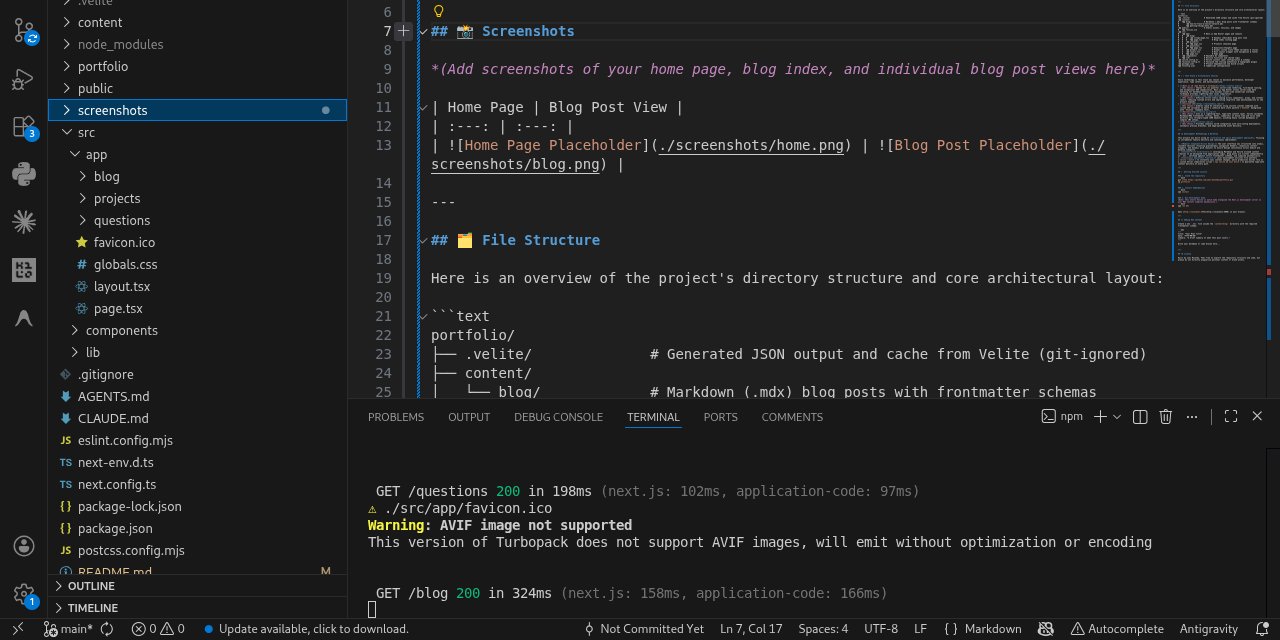 .velite
content
node_modules
portfolio
public
screenshots
src
app
blog
projects
questions
favicon.ico
# globals.css
layout.tsx
page.tsx
components
lib
.gitignore
AGENTS.md
CLAUDE.md
JS eslint.config.mjs
TS next-env.d.ts
TS next.config.ts
{} package-lock.json
{} package.json
JS postcss.config.mjs
README.md M
OUTLINE
TIMELINE
3
1
6
7 ## 📸 Screenshots
8
9 *(Add screenshots of your home page, blog index, and individual blog post views here)*
10
11 | Home Page | Blog Post View |
12 | :---: | :---: |
13 | ![Home Page Placeholder](./screenshots/home.png) | ![Blog Post Placeholder](./
screenshots/blog.png) |
14
15 ---
16
17 ## 🗂️ File Structure
18
19 Here is an overview of the project's directory structure and core architectural layout:
20
21 ```text
22 portfolio/
23 ├── .velite/ # Generated JSON output and cache from Velite (git-ignored)
24 ├── content/
25 │   └── blog/ # Markdown (.mdx) blog posts with frontmatter schemas
PROBLEMS OUTPUT DEBUG CONSOLE TERMINAL PORTS COMMENTS
npm
GET /questions 200 in 198ms (next.js: 102ms, application-code: 97ms)
⚠ ./src/app/favicon.ico
Warning: AVIF image not supported
This version of Turbopack does not support AVIF images, will emit without optimization or encoding
GET /blog 200 in 324ms (next.js: 158ms, application-code: 166ms)
main* 0 0 Update available, click to download. Not Committed Yet Ln 7, Col 17 Spaces: 4 UTF-8 LF {} Markdown Autocomplete Antigravity